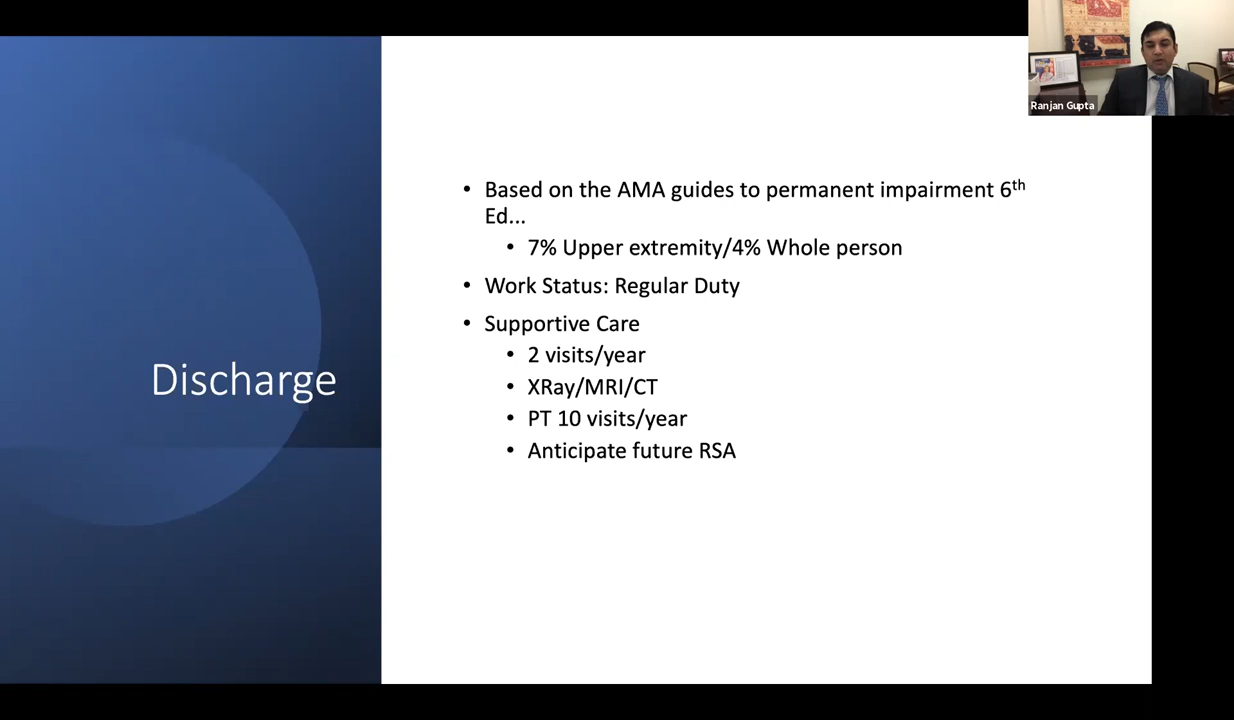 Ranjan Gupta
Discharge
• Based on the AMA guides to permanent impairment 6th
Ed...
• 7% Upper extremity/4% Whole person
• Work Status: Regular Duty
• Supportive Care
• 2 visits/year
• XRay/MRI/CT
• PT 10 visits/year
• Anticipate future RSA